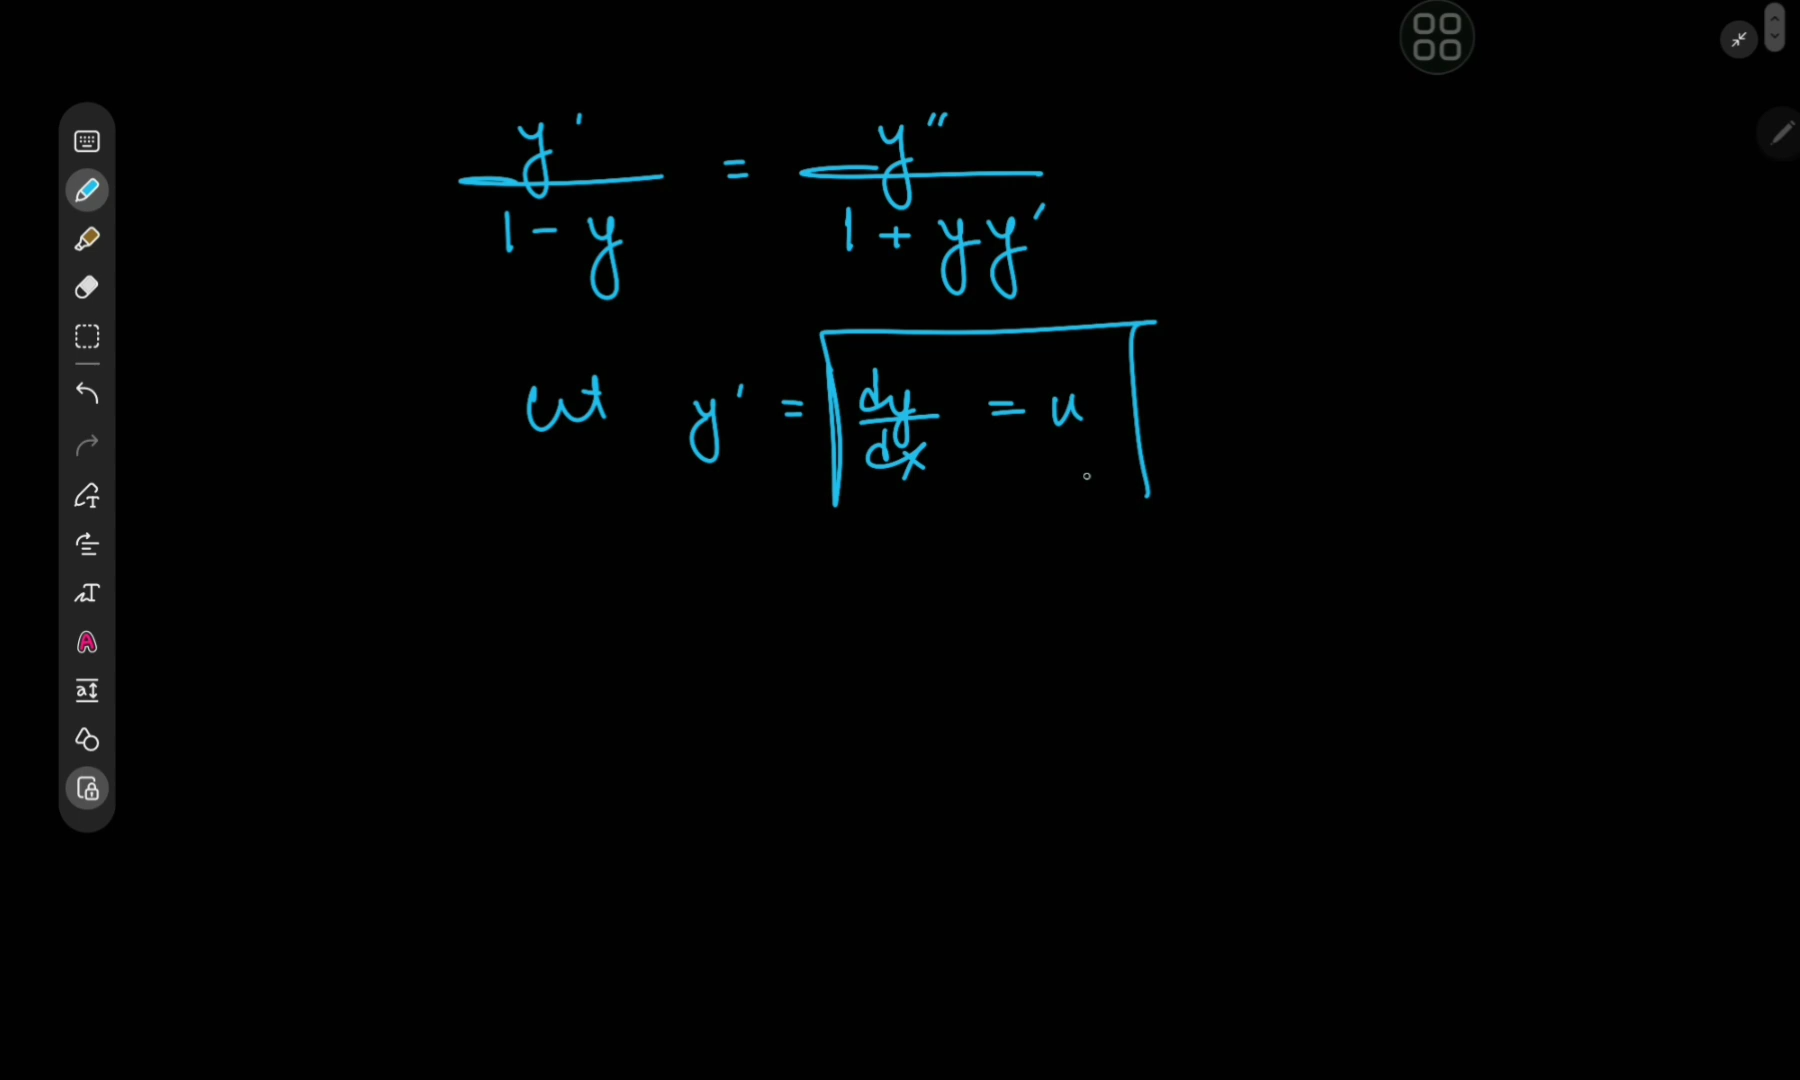 y' / (1 - y) = y'' / (1 + yy')
let y' = dy/dx = u